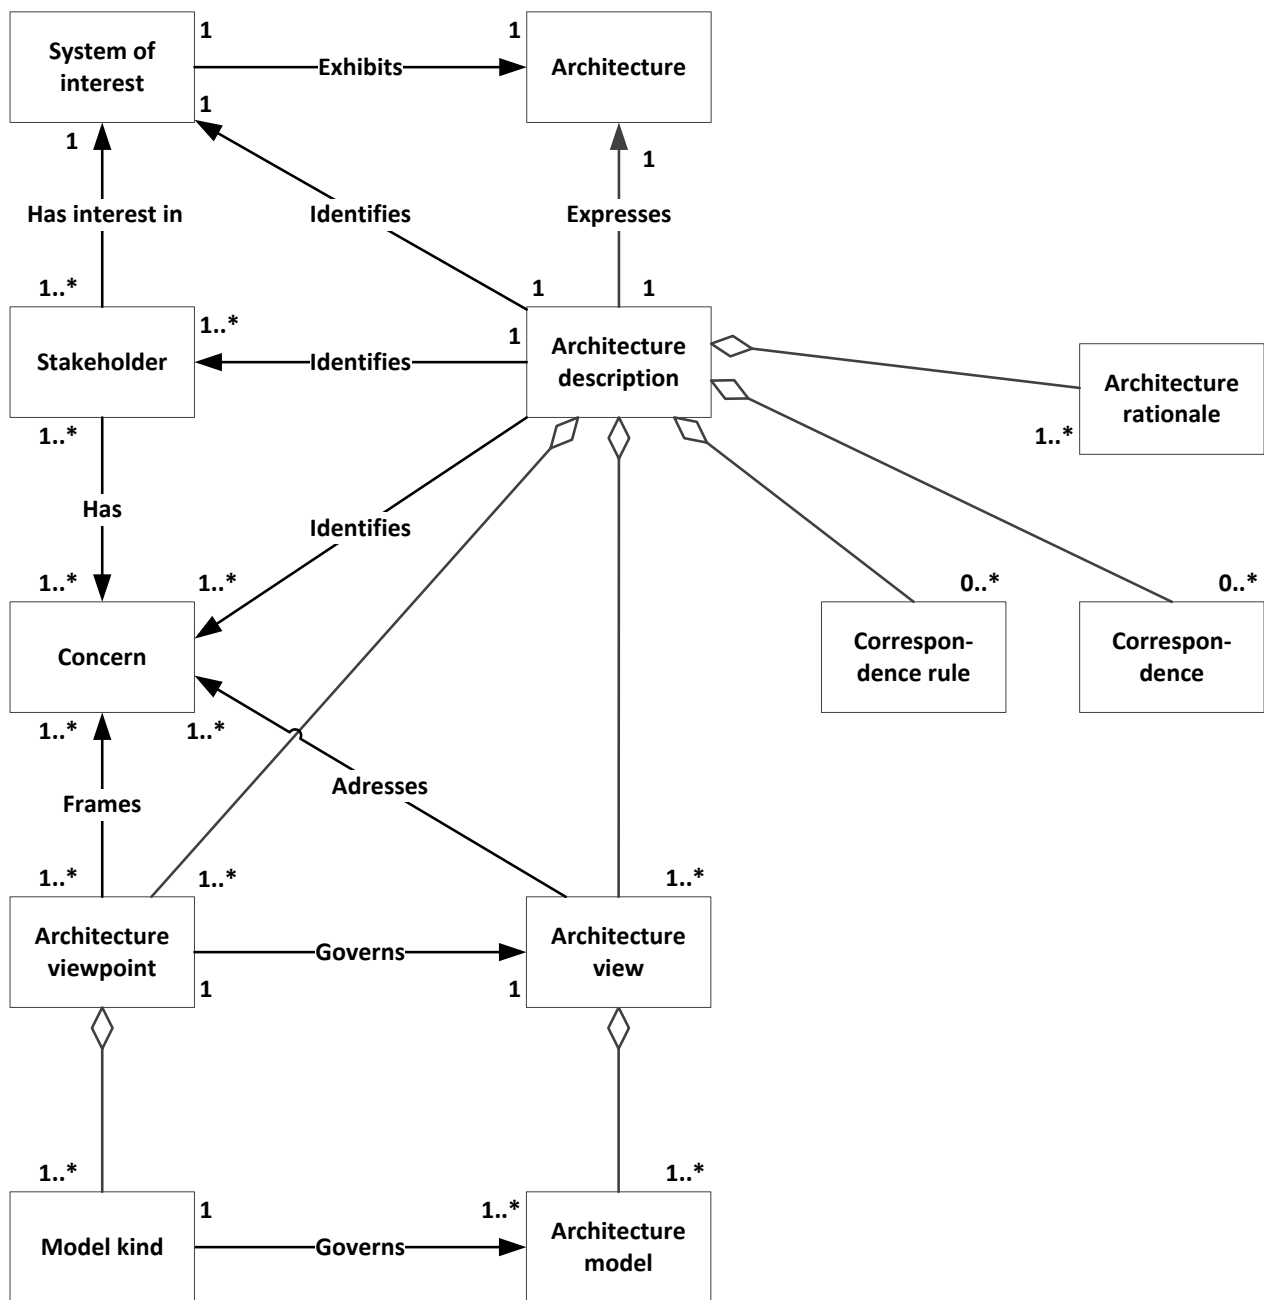 1
1
System of
interest
Exhibits
Architecture
1
1
1
Has interest in
Identifies
Expresses
1..*
1
1
1..*
1
Stakeholder
Identifies
Architecture
description
Architecture
rationale
1..*
1..*
Has
Identifies
1..*
1..*
0..*
0..*
Concern
Correspon-
dence rule
Correspon-
dence
1..*
1..*
Adresses
Frames
1..*
1..*
1..*
Architecture
viewpoint
Governs
Architecture
view
1
1
1..*
1..*
1
1..*
Model kind
Governs
Architecture
model